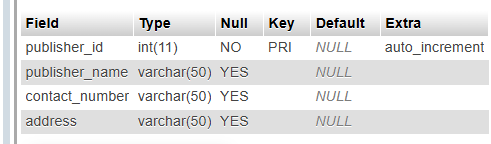 Field Type Null Key Default Extra
publisher_id int(11) NO PRI NULL auto_increment
publisher_name varchar(50) YES NULL
contact_number varchar(50) YES NULL
address varchar(50) YES NULL